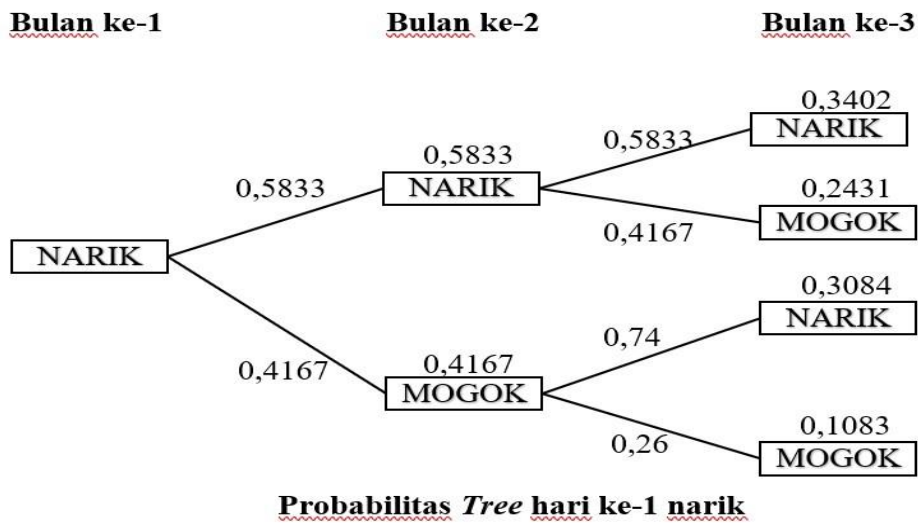 Bulan ke-1
Bulan ke-2
Bulan ke-3
0,3402
NARIK
0,5833
0,5833
NARIK
0,5833
0,2431
MOGOK
0,4167
NARIK
0,3084
NARIK
0,74
0,4167
MOGOK
0,4167
0,1083
MOGOK
0,26
Probabilitas Tree hari ke-1 narik